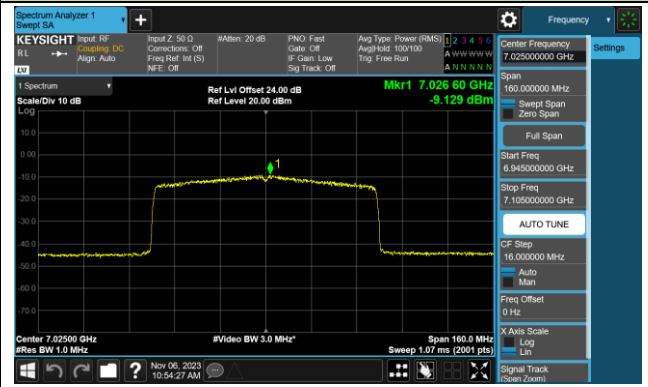 Spectrum Analyzer 1
Swept SA
Frequency
KEYSIGHT
Input: RF
Coupling: DC
Align: Auto
Input Z: 50 Ω
Corrections: Off
Freq Ref: Int (S)
NFE: Off
#Atten: 20 dB
PNO: Fast
Gate: Off
IF Gain: Low
Sig Track: Off
Avg Type: Power (RMS)
Avg|Hold: 100/100
Trig: Free Run
1 2 3 4 5 6
A W W W W W
A N N N N N
RL
LXI
1 Spectrum
Scale/Div 10 dB
Log
Ref Lvl Offset 24.00 dB
Ref Level 20.00 dBm
Mkr1 7.026 60 GHz
-9.129 dBm
1
10.0
0.00
-10.0
-20.0
-30.0
-40.0
-50.0
-60.0
-70.0
Center 7.02500 GHz
#Res BW 1.0 MHz
#Video BW 3.0 MHz*
Span 160.0 MHz
Sweep 1.07 ms (2001 pts)
Nov 06, 2023
10:54:27 AM
Center Frequency
7.025000000 GHz
Settings
Span
160.000000 MHz
Swept Span
Zero Span
Full Span
Start Freq
6.945000000 GHz
Stop Freq
7.105000000 GHz
AUTO TUNE
CF Step
16.000000 MHz
Auto
Man
Freq Offset
0 Hz
X Axis Scale
Log
Lin
Signal Track
(Span Zoom)